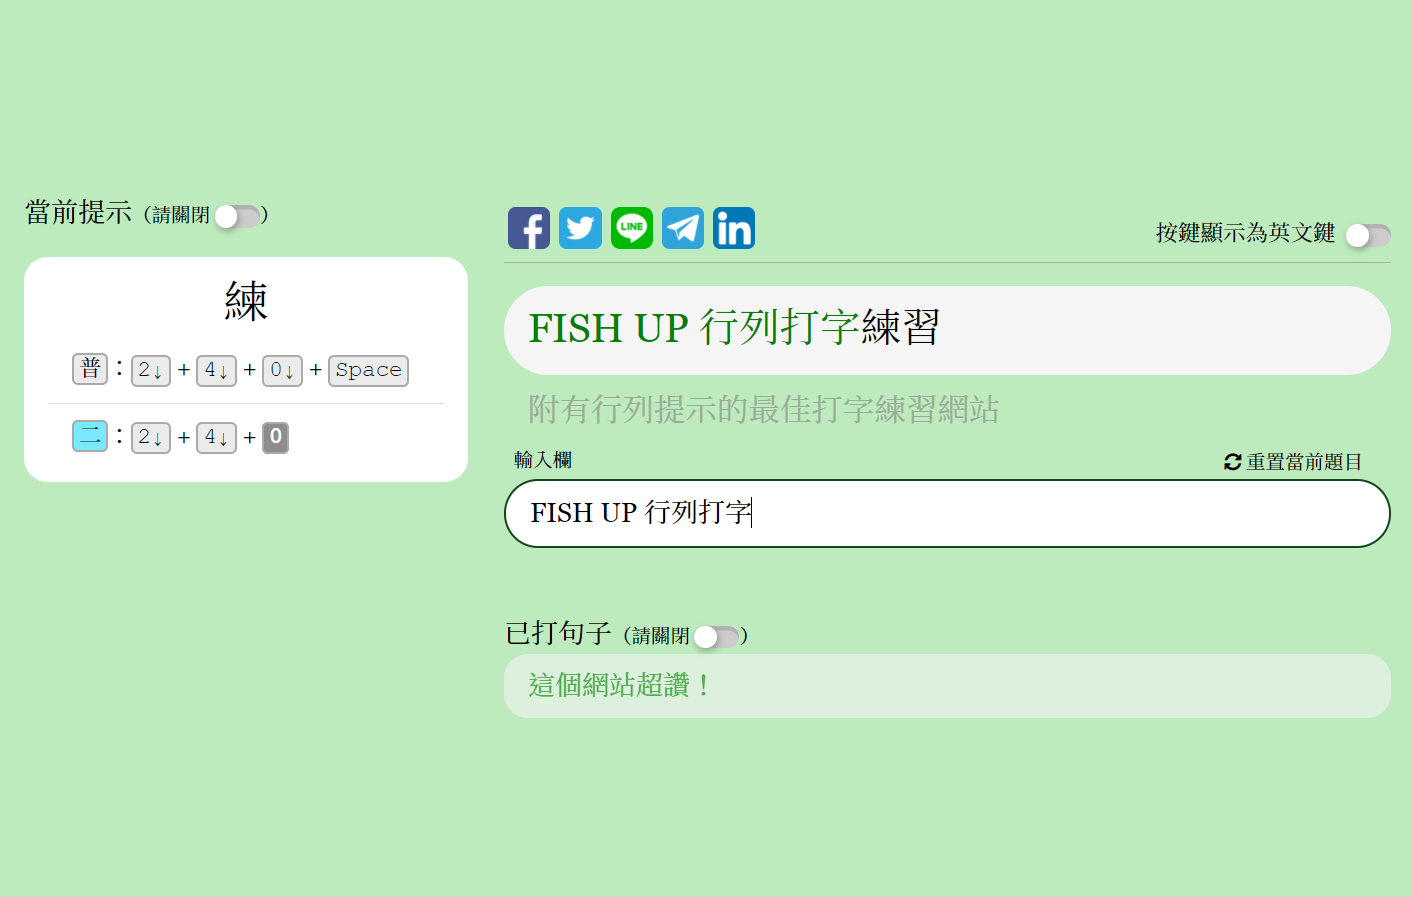 當前提示（請關閉 ）
練
普：2↓ + 4↓ + 0↓ + Space
二：2↓ + 4↓ + 0
LINE
按鍵顯示為英文鍵
FISH UP 行列打字練習
附有行列提示的最佳打字練習網站
輸入欄
重置當前題目
FISH UP 行列打字
已打句子（請關閉 ）
這個網站超讚！